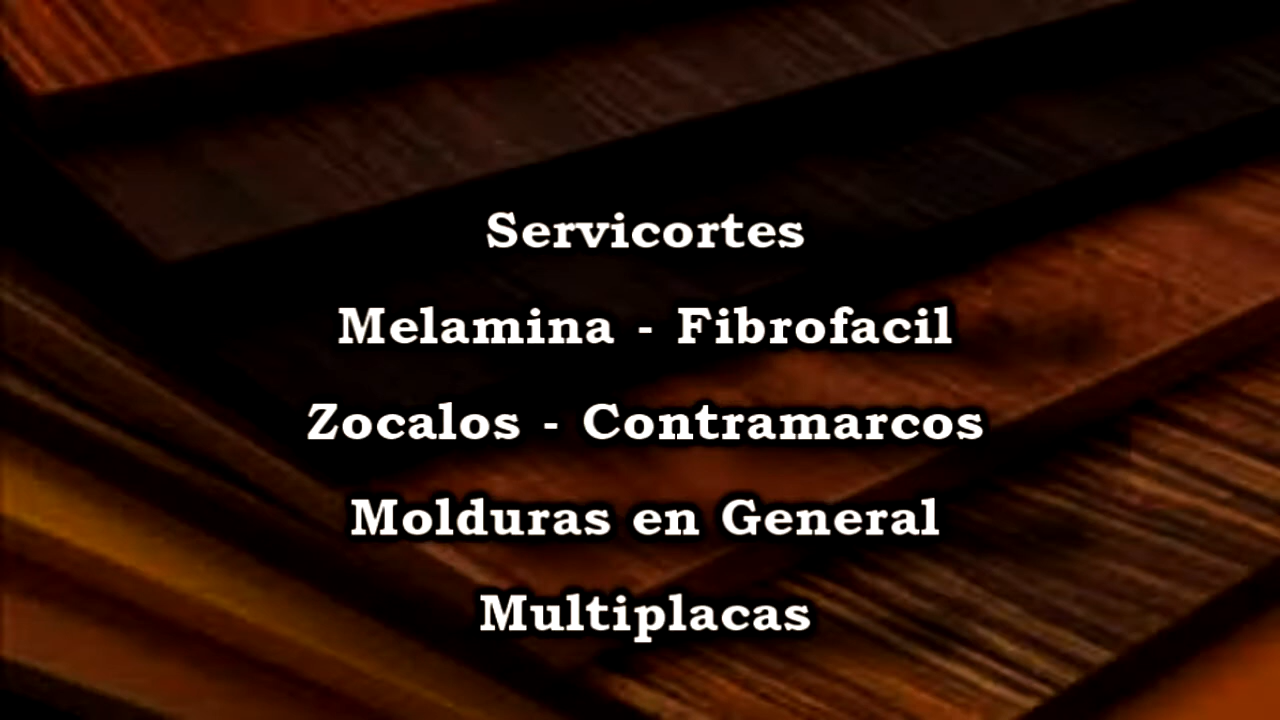 Servicortes
Melamina - Fibrofacil
Zocalos - Contramarcos
Molduras en General
Multiplacas